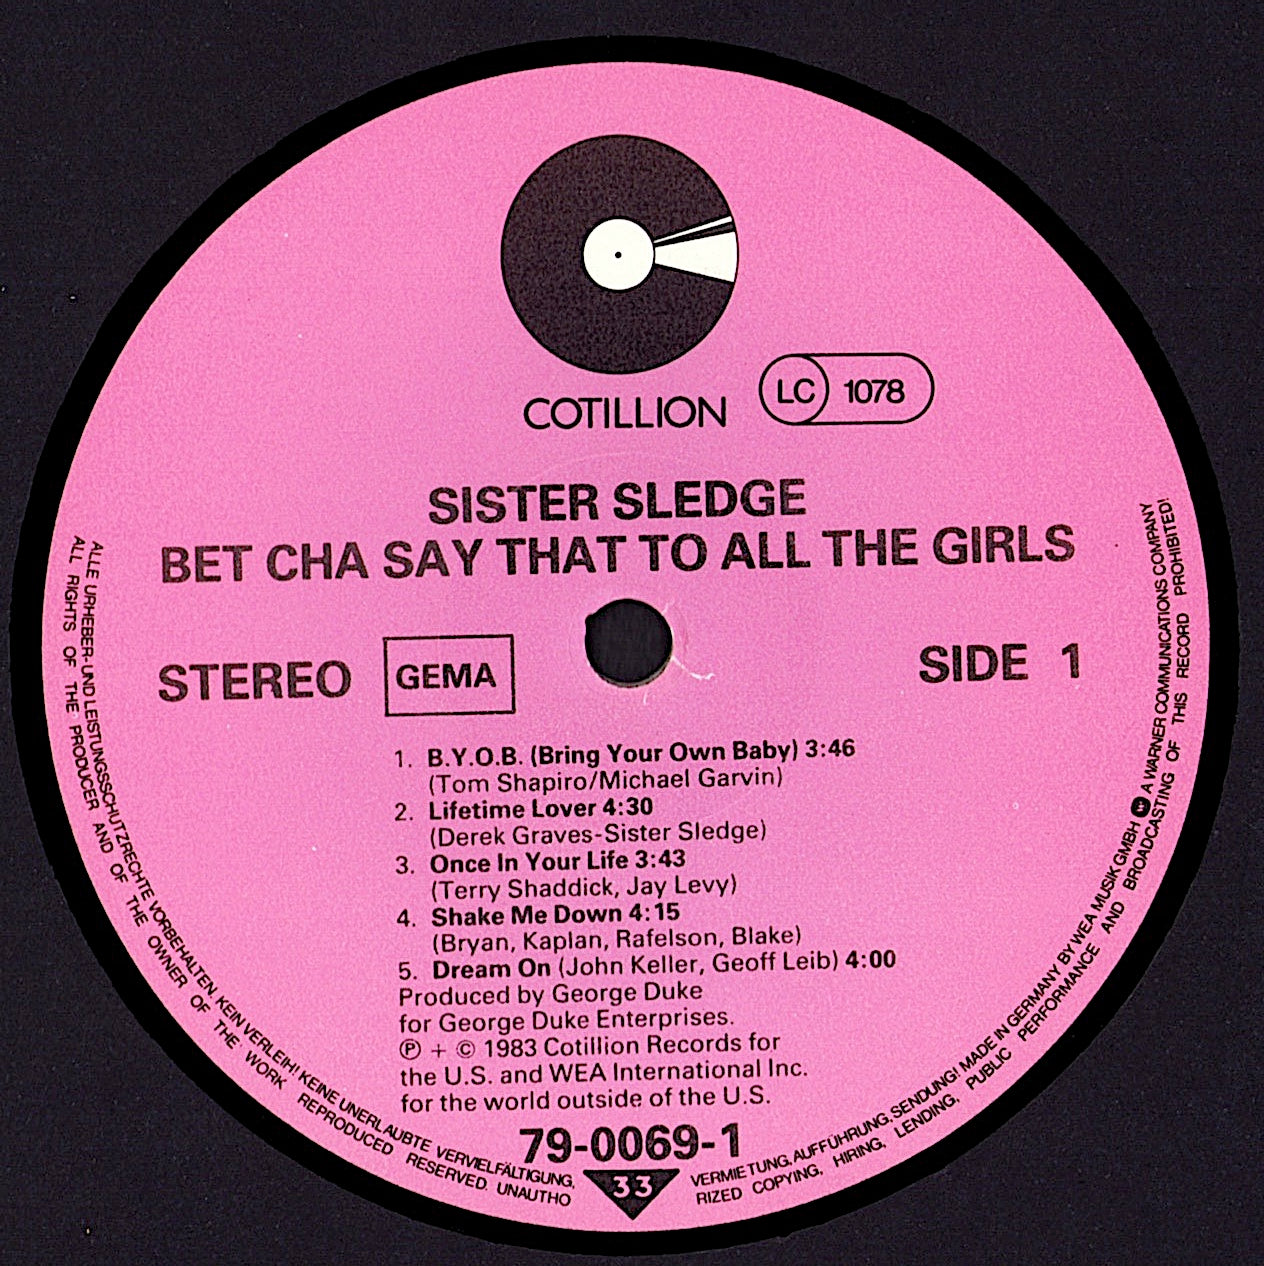 COTILLION
LC 1078
SISTER SLEDGE
BET CHA SAY THAT TO ALL THE GIRLS
STEREO
GEMA
SIDE 1
1. B.Y.O.B. (Bring Your Own Baby) 3:46
(Tom Shapiro/Michael Garvin)
2. Lifetime Lover 4:30
(Derek Graves-Sister Sledge)
3. Once In Your Life 3:43
(Terry Shaddick, Jay Levy)
4. Shake Me Down 4:15
(Bryan, Kaplan, Rafelson, Blake)
5. Dream On (John Keller, Geoff Leib) 4:00
Produced by George Duke
for George Duke Enterprises.
℗ + © 1983 Cotillion Records for
the U.S. and WEA International Inc.
for the world outside of the U.S.
79-0069-1
33
ALLE URHEBER- UND LEISTUNGSSCHUTZRECHTE VORBEHALTEN. KEIN VERLEIH! KEINE UNERLAUBTE VERVIELFÄLTIGUNG, VERMIETUNG, AUFFÜHRUNG, SENDUNG! MADE IN GERMANY BY WEA MUSIK GMBH A WARNER COMMUNICATIONS COMPANY
ALL RIGHTS OF THE PRODUCER AND OF THE OWNER OF THE WORK REPRODUCED RESERVED. UNAUTHORIZED COPYING, HIRING, LENDING, PUBLIC PERFORMANCE AND BROADCASTING OF THIS RECORD PROHIBITED!